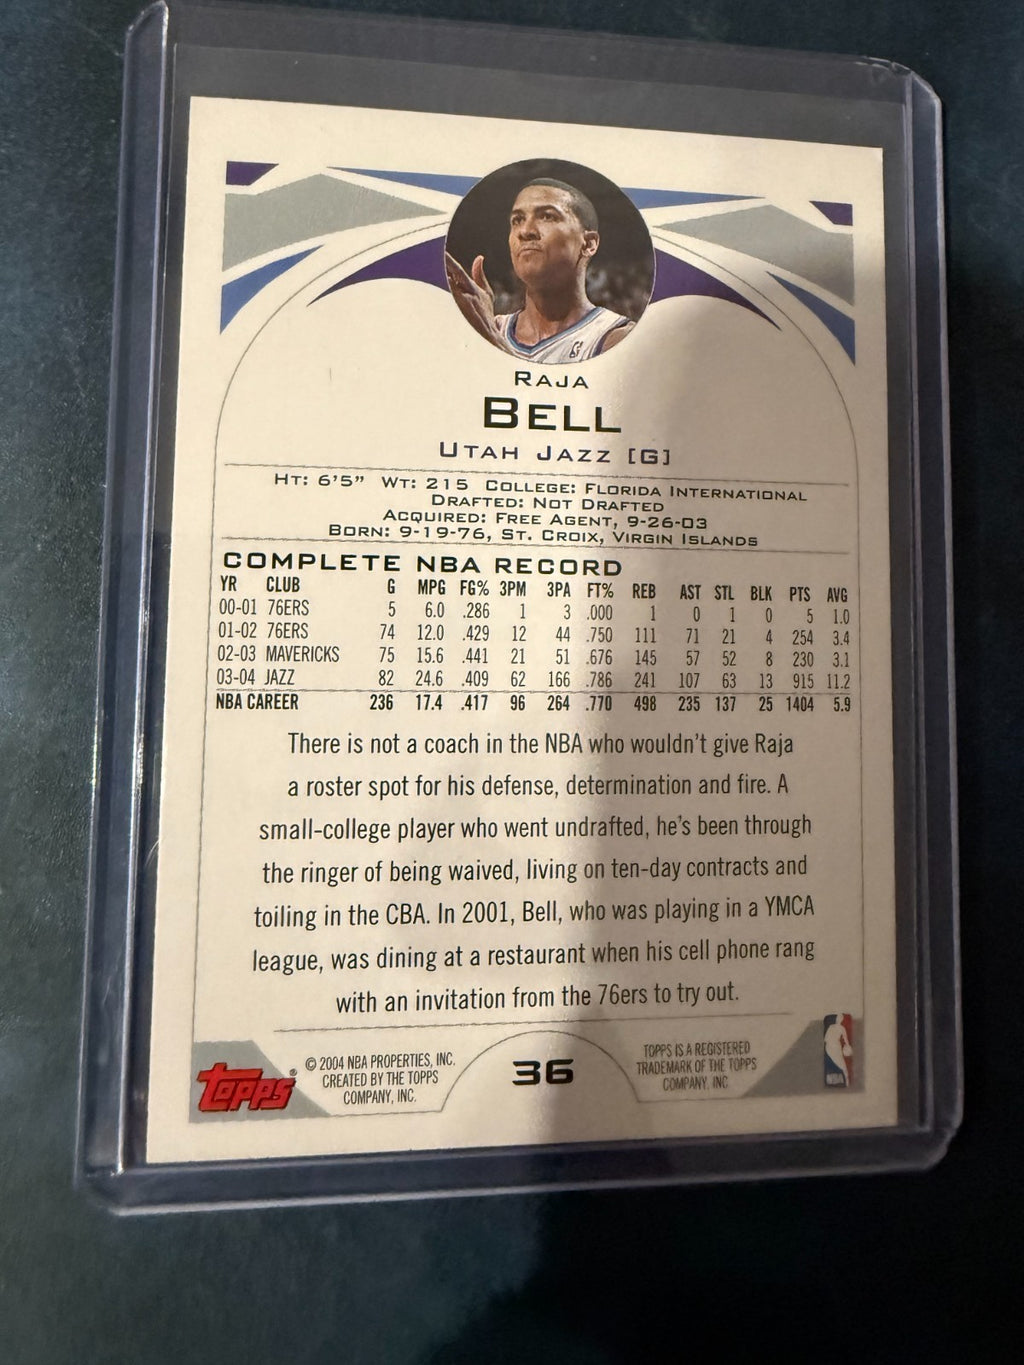 RAJA
BELL
UTAH JAZZ [G]
HT: 6'5" WT: 215 COLLEGE: FLORIDA INTERNATIONAL
DRAFTED: NOT DRAFTED
ACQUIRED: FREE AGENT, 9-26-03
BORN: 9-19-76, ST. CROIX, VIRGIN ISLANDS
COMPLETE NBA RECORD
YR CLUB G MPG FG% 3PM 3PA FT% REB AST STL BLK PTS AVG
00-01 76ERS 5 6.0 .286 1 3 .000 1 0 1 0 5 1.0
01-02 76ERS 74 12.0 .429 12 44 .750 111 71 21 4 254 3.4
02-03 MAVERICKS 75 15.6 .441 21 51 .676 145 57 52 8 230 3.1
03-04 JAZZ 82 24.6 .409 62 166 .786 241 107 63 13 915 11.2
NBA CAREER 236 17.4 .417 96 264 .770 498 235 137 25 1404 5.9
There is not a coach in the NBA who wouldn't give Raja
a roster spot for his defense, determination and fire. A
small-college player who went undrafted, he's been through
the ringer of being waived, living on ten-day contracts and
toiling in the CBA. In 2001, Bell, who was playing in a YMCA
league, was dining at a restaurant when his cell phone rang
with an invitation from the 76ers to try out.
Topps®
© 2004 NBA PROPERTIES, INC.
CREATED BY THE TOPPS
COMPANY, INC.
36
TOPPS IS A REGISTERED
TRADEMARK OF THE TOPPS
COMPANY, INC
NBA